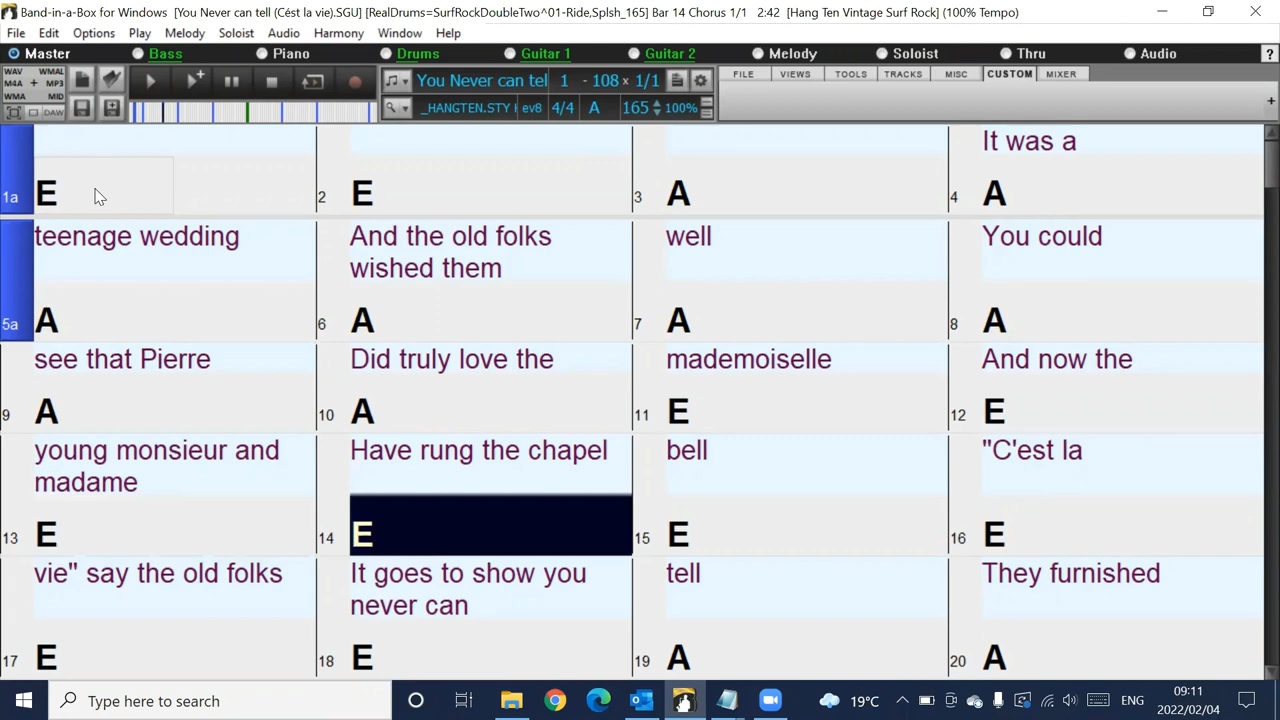 Band-in-a-Box for Windows [You Never can tell (Cést la vie).SGU] [RealDrums=SurfRockDoubleTwo^01-Ride,Splsh_165] Bar 14 Chorus 1/1 2:42 [Hang Ten Vintage Surf Rock] (100% Tempo)
File Edit Options Play Melody Soloist Audio Harmony Window Help
Master Bass Piano Drums Guitar 1 Guitar 2 Melody Soloist Thru Audio ?
WAV WMAL
M4A + MP3
WMA MID
DAW
You Never can tel 1 - 108 x 1/1
_HANGTEN.STY ev8 4/4 A 165 100%
FILE VIEWS TOOLS TRACKS MISC CUSTOM MIXER
+
It was a
1a E 2 E 3 A 4 A
teenage wedding And the old folks well You could
wished them
5a A 6 A 7 A 8 A
see that Pierre Did truly love the mademoiselle And now the
9 A 10 A 11 E 12 E
young monsieur and Have rung the chapel bell "C'est la
madame
13 E 14 E 15 E 16 E
vie" say the old folks It goes to show you tell They furnished
never can
17 E 18 E 19 A 20 A
Type here to search
19°C ENG
09:11
2022/02/04